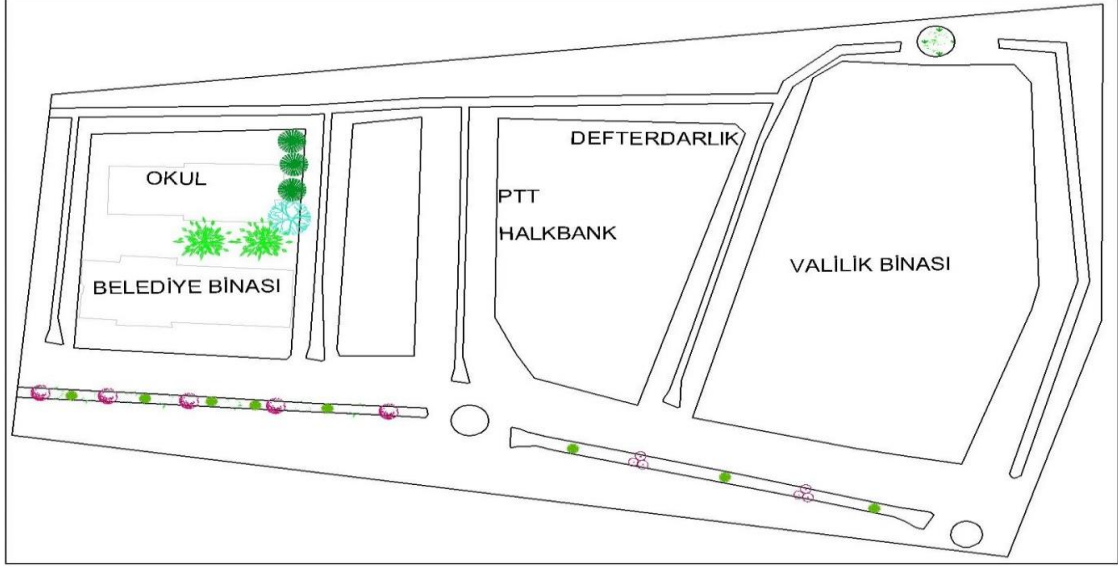 DEFTERDARLIK
OKUL
PTT
HALKBANK
VALİLİK BİNASI
BELEDİYE BİNASI